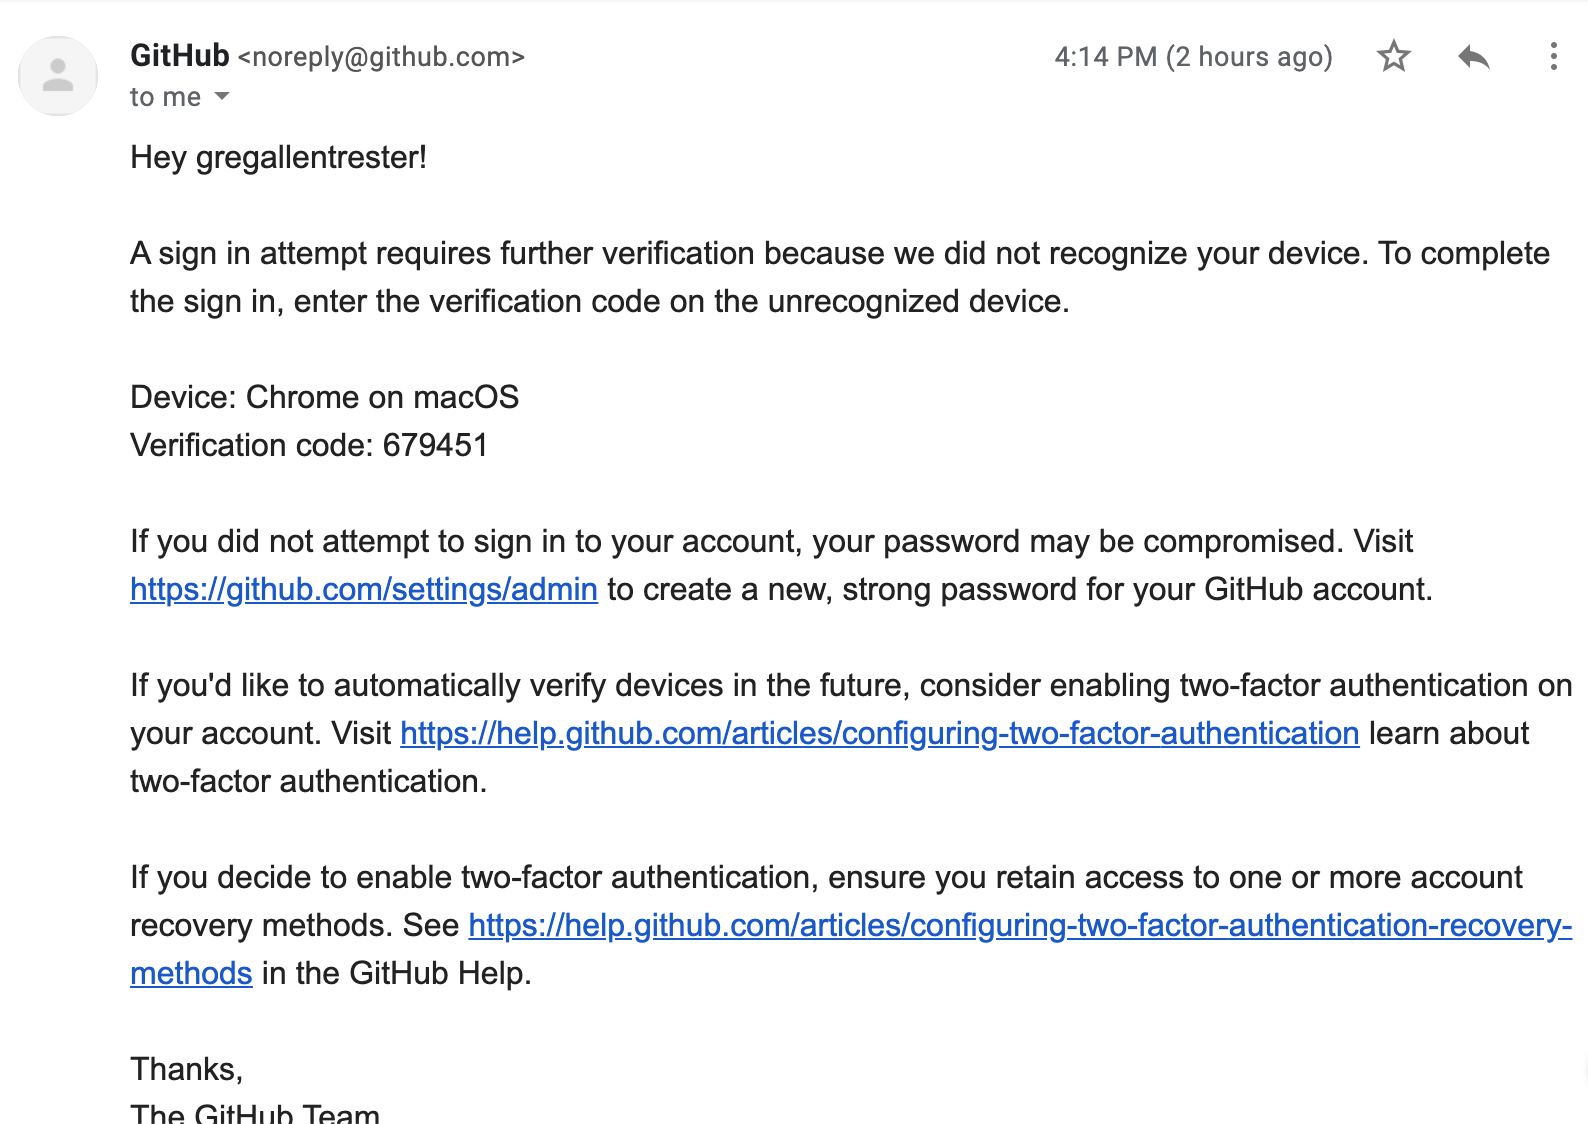 GitHub <noreply@github.com> 4:14 PM (2 hours ago)
to me
Hey gregallentrester!
A sign in attempt requires further verification because we did not recognize your device. To complete
the sign in, enter the verification code on the unrecognized device.
Device: Chrome on macOS
Verification code: 679451
If you did not attempt to sign in to your account, your password may be compromised. Visit
https://github.com/settings/admin to create a new, strong password for your GitHub account.
If you'd like to automatically verify devices in the future, consider enabling two-factor authentication on
your account. Visit https://help.github.com/articles/configuring-two-factor-authentication learn about
two-factor authentication.
If you decide to enable two-factor authentication, ensure you retain access to one or more account
recovery methods. See https://help.github.com/articles/configuring-two-factor-authentication-recovery-
methods in the GitHub Help.
Thanks,
The GitHub Team